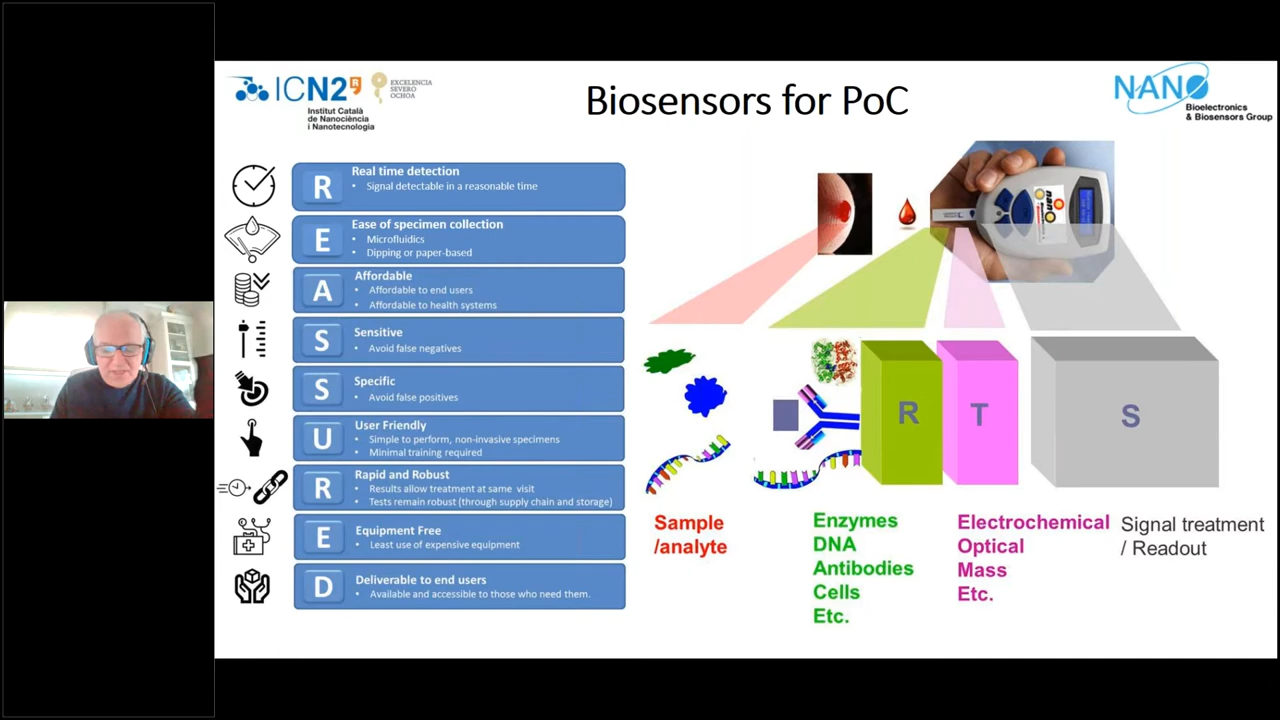 ICN2
Institut Català
de Nanociència
i Nanotecnologia
EXCELENCIA
SEVERO
OCHOA
Biosensors for PoC
NANO
Bioelectronics
& Biosensors Group
R
Real time detection
• Signal detectable in a reasonable time
E
Ease of specimen collection
• Microfluidics
• Dipping or paper-based
A
Affordable
• Affordable to end users
• Affordable to health systems
S
Sensitive
• Avoid false negatives
S
Specific
• Avoid false positives
U
User Friendly
• Simple to perform, non-invasive specimens
• Minimal training required
R
Rapid and Robust
• Results allow treatment at same visit
• Tests remain robust (through supply chain and storage)
E
Equipment Free
• Least use of expensive equipment
D
Deliverable to end users
• Available and accessible to those who need them.
nano
R
T
S
Sample
/analyte
Enzymes
DNA
Antibodies
Cells
Etc.
Electrochemical
Optical
Mass
Etc.
Signal treatment
/ Readout